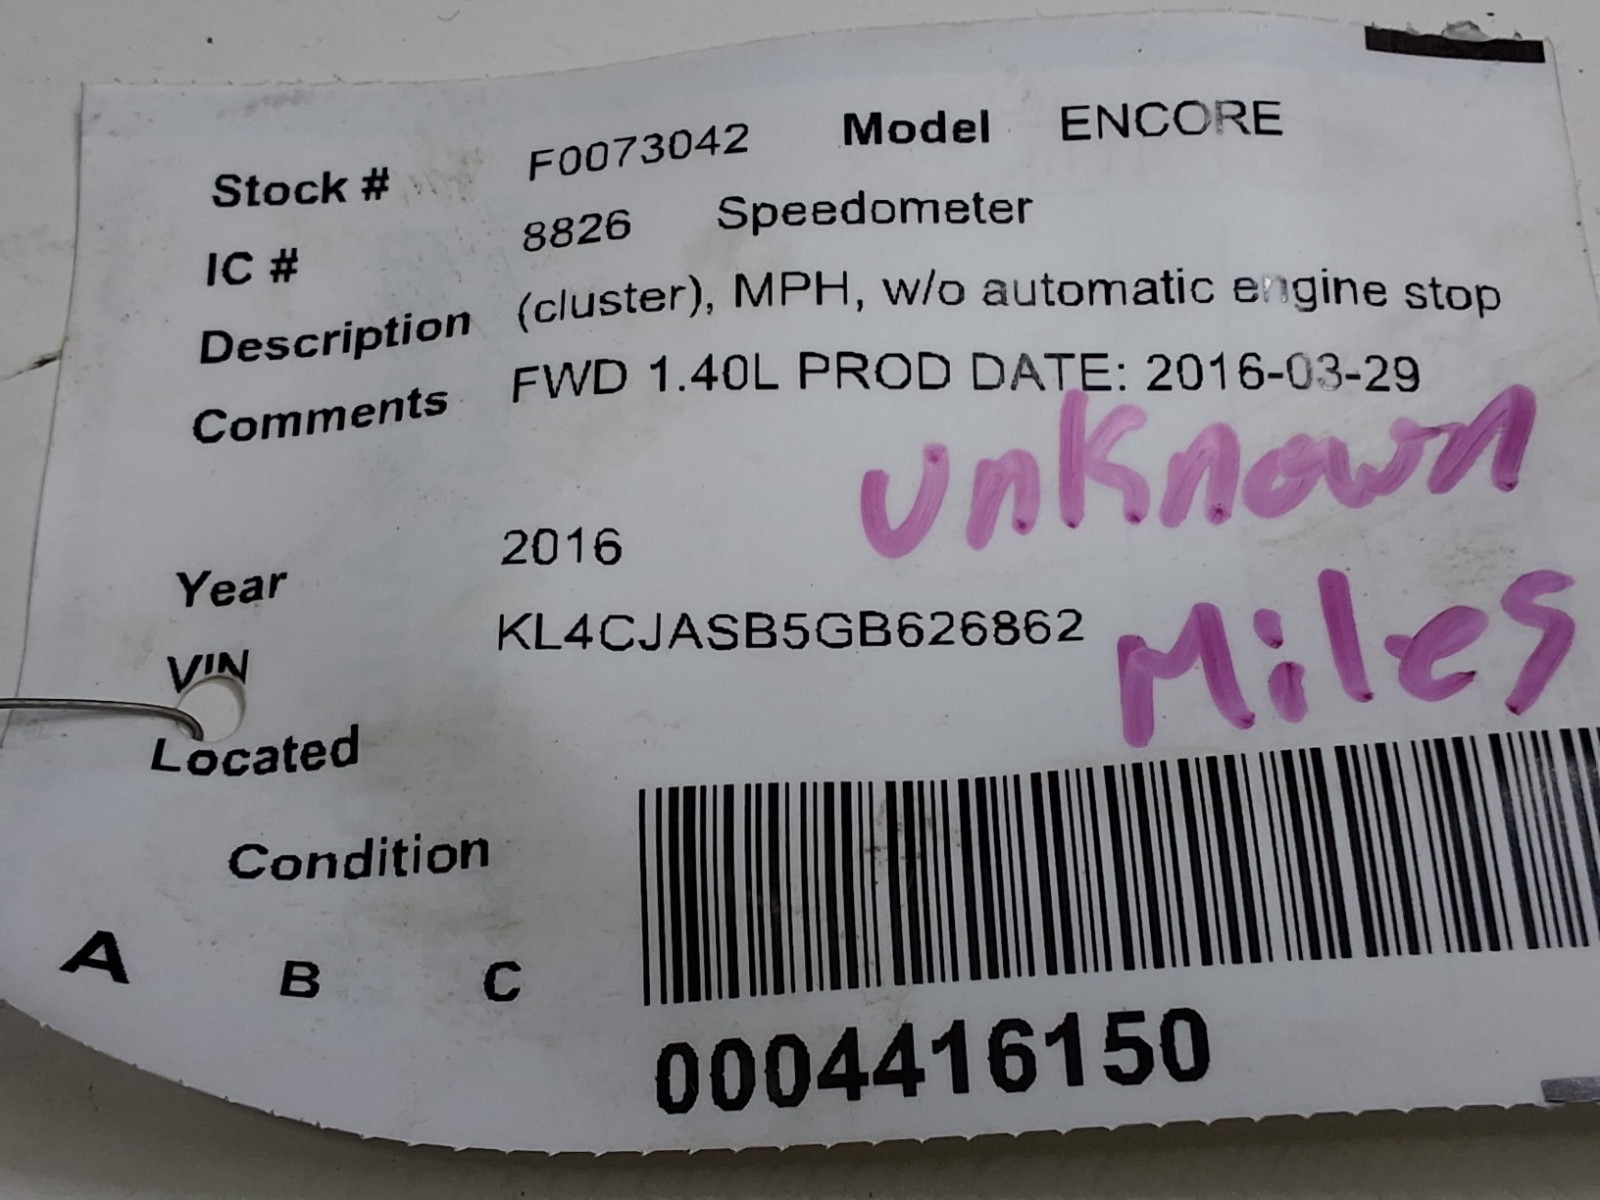 Stock # F0073042 Model ENCORE
IC # 8826 Speedometer
Description (cluster), MPH, w/o automatic engine stop
Comments FWD 1.40L PROD DATE: 2016-03-29
unknown
Year 2016
VIN KL4CJASB5GB626862
Miles
Located
Condition
A B C
0004416150